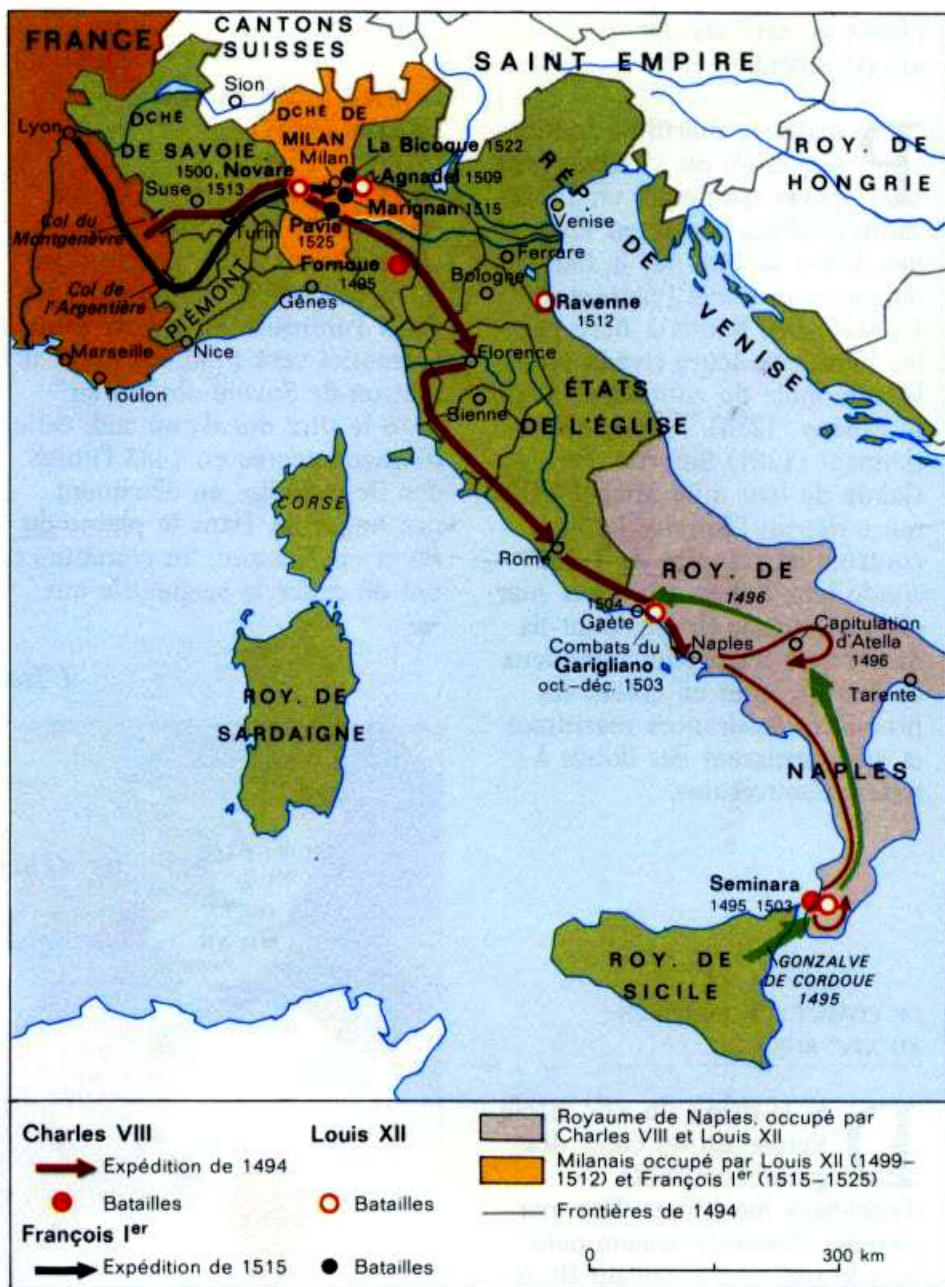 FRANCE
CANTONS
SUISSES
SAINT EMPIRE
ROY. DE
HONGRIE
Sion
Lyon
DCHÉ
DE SAVOIE
DCHÉ DE
MILAN
Milan
La Bicoque 1522
1500,
1513
Novare
Agnadel 1509
Marignan 1515
Suse
Turin
Pavie
1525
Col du
Montgenèvre
Col de
l'Argentière
PIÉMONT
Fornoue
1495
Gênes
Nice
Marseille
Toulon
RÉP.
DE
VENISE
Venise
Ferrare
Bologne
Ravenne
1512
Florence
Sienne
ÉTATS
DE L'ÉGLISE
CORSE
Rome
ROY. DE
NAPLES
1496
1504
Gaète
Combats du
Garigliano
oct.–déc. 1503
Naples
Capitulation
d'Atella
1496
Tarente
ROY. DE
SARDAIGNE
Seminara
1495, 1503
ROY. DE
SICILE
GONZALVE
DE CORDOUE
1495
Charles VIII
Expédition de 1494
Batailles
François Ier
Expédition de 1515
Batailles
Louis XII
Batailles
Royaume de Naples, occupé par
Charles VIII et Louis XII
Milanais occupé par Louis XII (1499–
1512) et François Ier (1515–1525)
Frontières de 1494
0 300 km